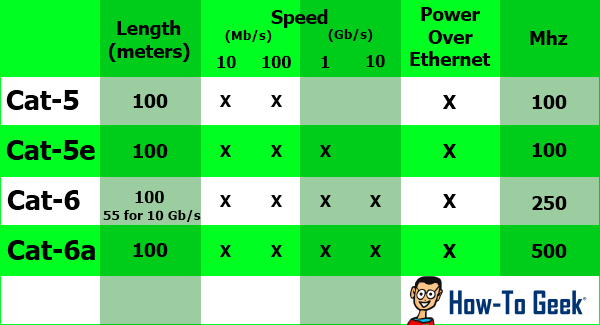 Length (meters) Speed Power Over Ethernet Mhz
(Mb/s) (Gb/s)
10 100 1 10
Cat-5 100 X X X 100
Cat-5e 100 X X X X 100
Cat-6 100 X X X X X 250
55 for 10 Gb/s
Cat-6a 100 X X X X X 500
How-To Geek